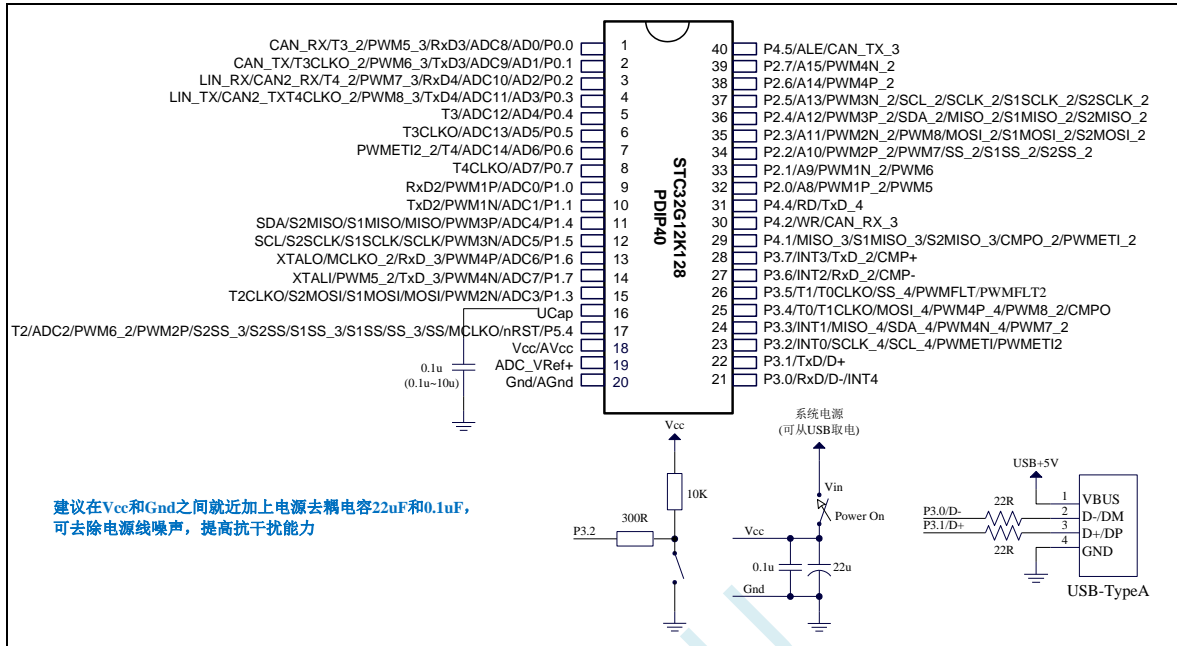 CAN_RX/T3_2/PWM5_3/RxD3/ADC8/AD0/P0.0 1
CAN_TX/T3CLKO_2/PWM6_3/TxD3/ADC9/AD1/P0.1 2
LIN_RX/CAN2_RX/T4_2/PWM7_3/RxD4/ADC10/AD2/P0.2 3
LIN_TX/CAN2_TXT4CLKO_2/PWM8_3/TxD4/ADC11/AD3/P0.3 4
T3/ADC12/AD4/P0.4 5
T3CLKO/ADC13/AD5/P0.5 6
PWMETI2_2/T4/ADC14/AD6/P0.6 7
T4CLKO/AD7/P0.7 8
RxD2/PWM1P/ADC0/P1.0 9
TxD2/PWM1N/ADC1/P1.1 10
SDA/S2MISO/S1MISO/MISO/PWM3P/ADC4/P1.4 11
SCL/S2SCLK/S1SCLK/SCLK/PWM3N/ADC5/P1.5 12
XTALO/MCLKO_2/RxD_3/PWM4P/ADC6/P1.6 13
XTALI/PWM5_2/TxD_3/PWM4N/ADC7/P1.7 14
T2CLKO/S2MOSI/S1MOSI/MOSI/PWM2N/ADC3/P1.3 15
UCap 16
T2/ADC2/PWM6_2/PWM2P/S2SS_3/S2SS/S1SS_3/S1SS/SS_3/SS/MCLKO/nRST/P5.4 17
Vcc/AVcc 18
ADC_VRef+ 19
Gnd/AGnd 20
STC32G12K128
PDIP40
40 P4.5/ALE/CAN_TX_3
39 P2.7/A15/PWM4N_2
38 P2.6/A14/PWM4P_2
37 P2.5/A13/PWM3N_2/SCL_2/SCLK_2/S1SCLK_2/S2SCLK_2
36 P2.4/A12/PWM3P_2/SDA_2/MISO_2/S1MISO_2/S2MISO_2
35 P2.3/A11/PWM2N_2/PWM8/MOSI_2/S1MOSI_2/S2MOSI_2
34 P2.2/A10/PWM2P_2/PWM7/SS_2/S1SS_2/S2SS_2
33 P2.1/A9/PWM1N_2/PWM6
32 P2.0/A8/PWM1P_2/PWM5
31 P4.4/RD/TxD_4
30 P4.2/WR/CAN_RX_3
29 P4.1/MISO_3/S1MISO_3/S2MISO_3/CMPO_2/PWMETI_2
28 P3.7/INT3/TxD_2/CMP+
27 P3.6/INT2/RxD_2/CMP-
26 P3.5/T1/T0CLKO/SS_4/PWMFLT/PWMFLT2
25 P3.4/T0/T1CLKO/MOSI_4/PWM4P_4/PWM8_2/CMPO
24 P3.3/INT1/MISO_4/SDA_4/PWM4N_4/PWM7_2
23 P3.2/INT0/SCLK_4/SCL_4/PWMETI/PWMETI2
22 P3.1/TxD/D+
21 P3.0/RxD/D-/INT4
0.1u
(0.1u~10u)
建议在Vcc和Gnd之间就近加上电源去耦电容22uF和0.1uF，
可去除电源线噪声，提高抗干扰能力
Vcc
10K
300R
P3.2
系统电源
(可从USB取电)
Vin
Power On
Vcc
0.1u
22u
Gnd
USB+5V
22R
P3.0/D-
P3.1/D+
22R
1 VBUS
2 D-/DM
3 D+/DP
4 GND
USB-TypeA